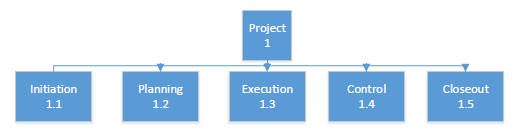 Project
1
Initiation
1.1
Planning
1.2
Execution
1.3
Control
1.4
Closeout
1.5